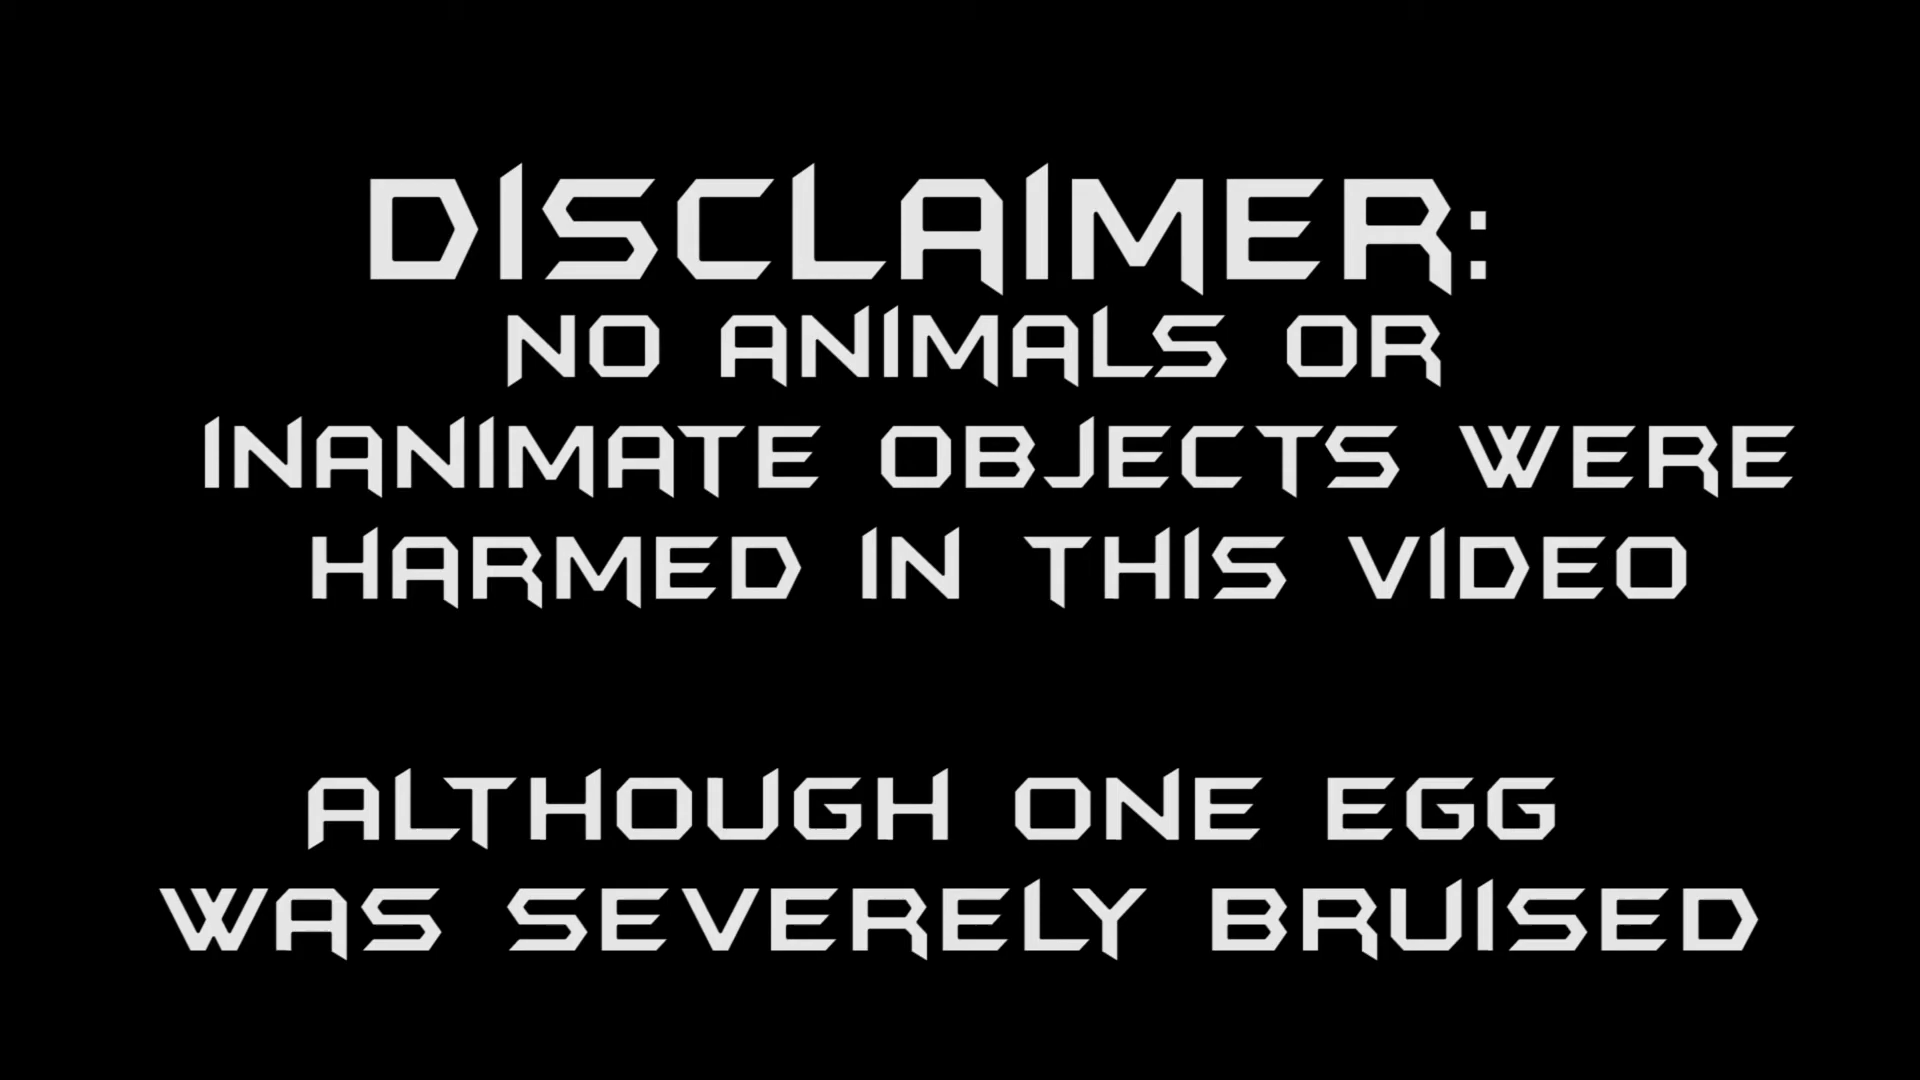 DISCLAIMER:
NO ANIMALS OR
INANIMATE OBJECTS WERE
HARMED IN THIS VIDEO
ALTHOUGH ONE EGG
WAS SEVERELY BRUISED